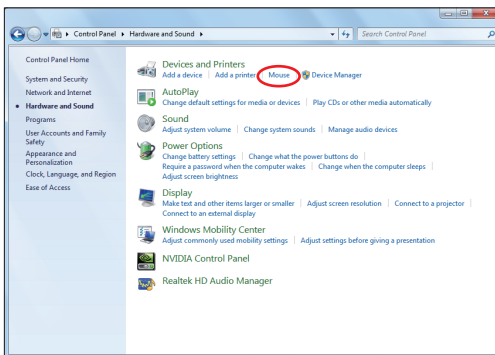 Control Panel ▸ Hardware and Sound ▸
Search Control Panel
Control Panel Home
System and Security
Network and Internet
Hardware and Sound
Programs
User Accounts and Family
Safety
Appearance and
Personalization
Clock, Language, and Region
Ease of Access
Devices and Printers
Add a device | Add a printer | Mouse | Device Manager
AutoPlay
Change default settings for media or devices | Play CDs or other media automatically
Sound
Adjust system volume | Change system sounds | Manage audio devices
Power Options
Change battery settings | Change what the power buttons do |
Require a password when the computer wakes | Change when the computer sleeps |
Adjust screen brightness
Display
Make text and other items larger or smaller | Adjust screen resolution | Connect to a projector |
Connect to an external display
Windows Mobility Center
Adjust commonly used mobility settings | Adjust settings before giving a presentation
NVIDIA Control Panel
Realtek HD Audio Manager